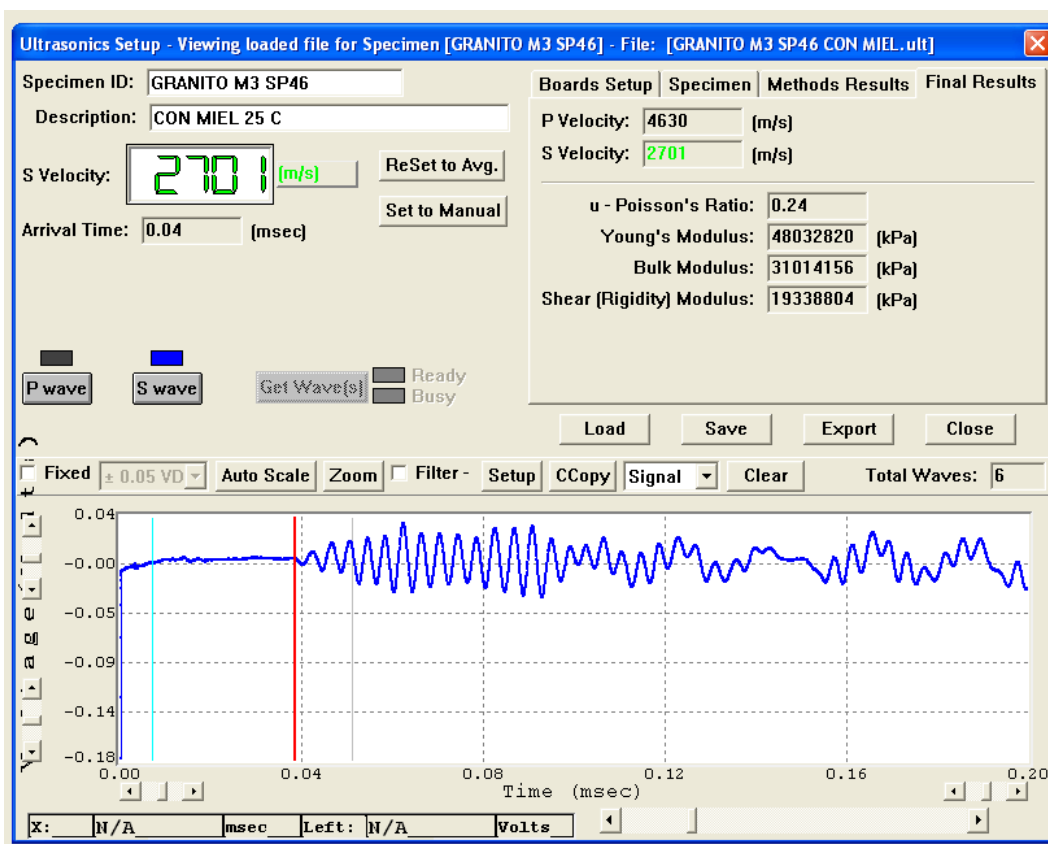 Ultrasonics Setup - Viewing loaded file for Specimen [GRANITO M3 SP46] - File: [GRANITO M3 SP46 CON MIEL.ult]
Specimen ID: GRANITO M3 SP46
Description: CON MIEL 25 C
S Velocity: 2701 (m/s)
ReSet to Avg.
Set to Manual
Arrival Time: 0.04 (msec)
Boards Setup Specimen Methods Results Final Results
P Velocity: 4630 (m/s)
S Velocity: 2701 (m/s)
u - Poisson's Ratio: 0.24
Young's Modulus: 48032820 (kPa)
Bulk Modulus: 31014156 (kPa)
Shear (Rigidity) Modulus: 19338804 (kPa)
P wave S wave Get Wave(s) Ready
Busy
Load Save Export Close
Fixed ± 0.05 VD Auto Scale Zoom Filter - Setup CCopy Signal Clear Total Waves: 6
0.04
-0.00
-0.05
-0.09
-0.14
-0.18
0.00 0.04 0.08 0.12 0.16 0.20
Time (msec)
X: N/A msec Left: N/A Volts